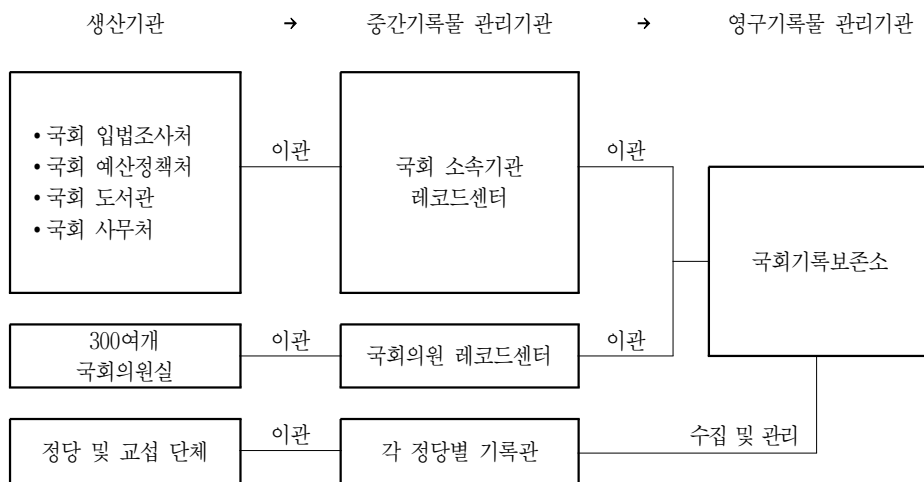 생산기관 → 중간기록물 관리기관 → 영구기록물 관리기관
• 국회 입법조사처
• 국회 예산정책처
• 국회 도서관
• 국회 사무처
이관
국회 소속기관
레코드센터
이관
국회기록보존소
300여개
국회의원실
이관
국회의원 레코드센터
이관
정당 및 교섭 단체
이관
각 정당별 기록관
수집 및 관리